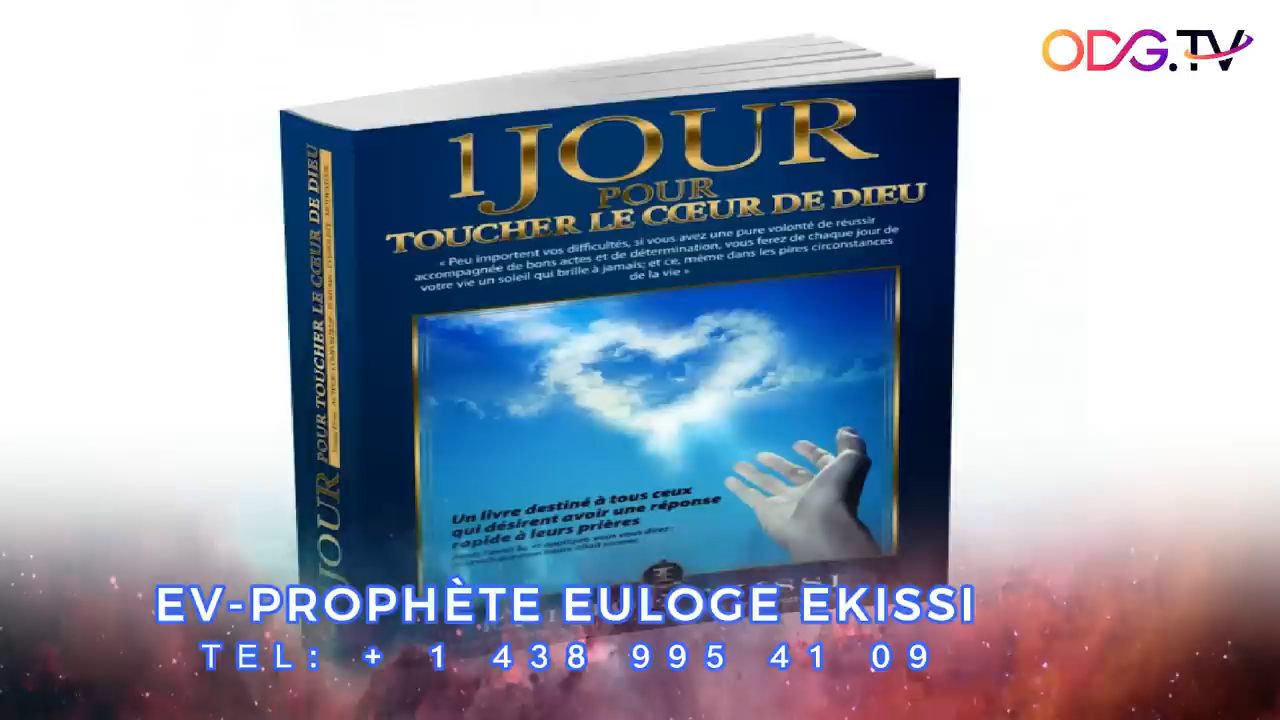 ODG.TV
1 JOUR
POUR
TOUCHER LE CŒUR DE DIEU
« Peu importent vos difficultés, si vous avez une pure volonté de réussir
accompagnée de bons actes et de détermination, vous ferez de chaque jour de
votre vie un soleil qui brille à jamais; et ce, même dans les pires circonstances
de la vie »
JOUR POUR TOUCHER LE CŒUR DE DIEU
Un livre destiné à tous ceux
qui désirent avoir une réponse
rapide à leurs prières
EV-PROPHÈTE EULOGE EKISSI
TEL: + 1 438 995 41 09